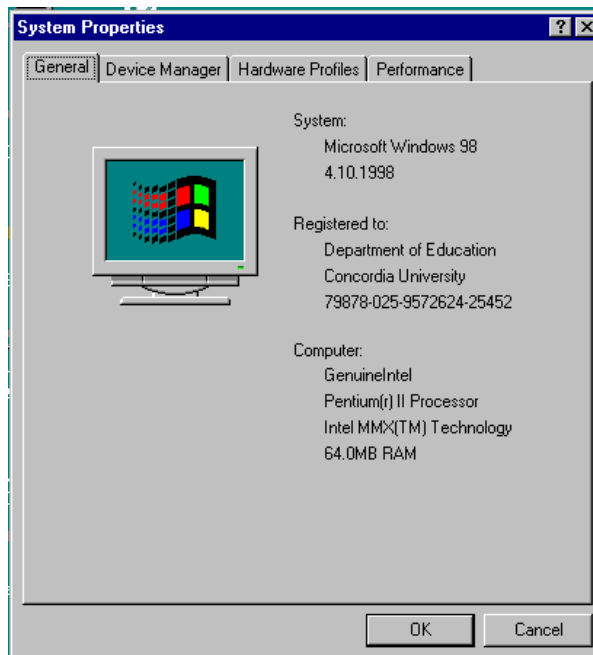 System Properties
General Device Manager Hardware Profiles Performance
System:
Microsoft Windows 98
4.10.1998
Registered to:
Department of Education
Concordia University
79878-025-9572624-25452
Computer:
GenuineIntel
Pentium(r) II Processor
Intel MMX(TM) Technology
64.0MB RAM
OK Cancel